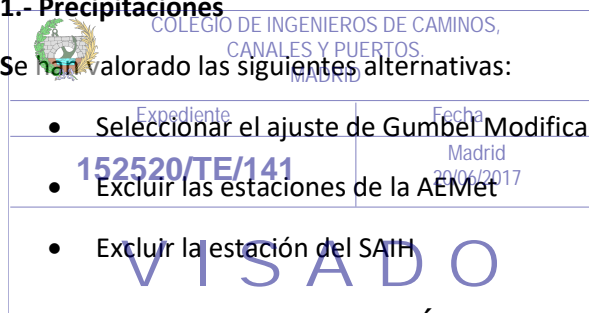 1.- Precipitaciones
COLEGIO DE INGENIEROS DE CAMINOS,
CANALES Y PUERTOS.
MADRID
Se han valorado las siguientes alternativas:
Expediente
Fecha
• Seleccionar el ajuste de Gumbel Modifica
152520/TE/141
Madrid
20/06/2017
• Excluir las estaciones de la AEMet
• Excluir la estación del SAIH
VISADO